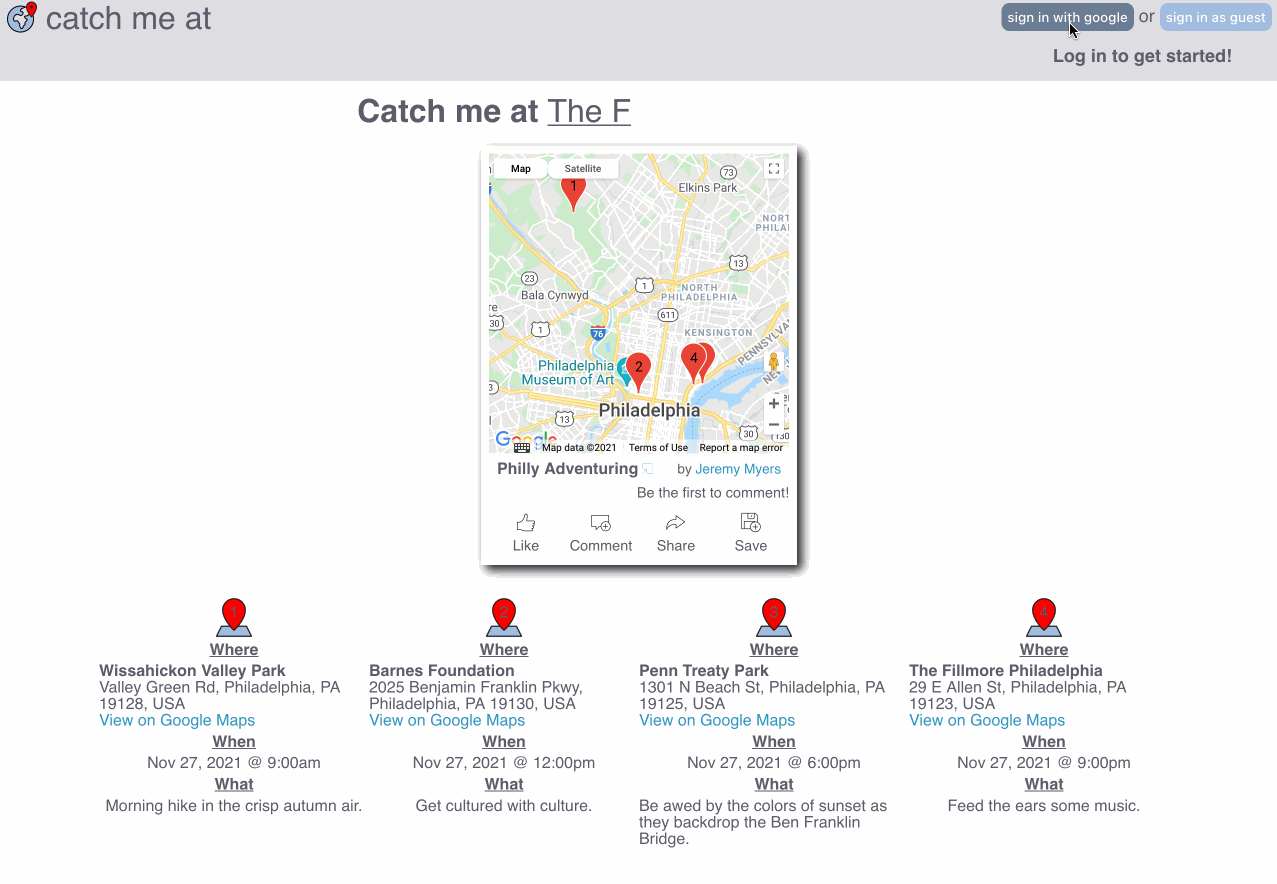 catch me at
sign in with google or sign in as guest
Log in to get started!
Catch me at The F
Map Satellite
1
73
Elkins Park
NORT
PHILA
13
23
Bala Cynwyd
1
NORTH
PHILADELPHIA
30
1
611
76
KENSINGTON
PENNSYLVA
NE
Philadelphia
Museum of Art
2
4
3
Philadelphia
13
30
130
Google
Map data ©2021 Terms of Use Report a map error
Philly Adventuring by Jeremy Myers
Be the first to comment!
Like Comment Share Save
1
Where
Wissahickon Valley Park
Valley Green Rd, Philadelphia, PA
19128, USA
View on Google Maps
When
Nov 27, 2021 @ 9:00am
What
Morning hike in the crisp autumn air.
2
Where
Barnes Foundation
2025 Benjamin Franklin Pkwy,
Philadelphia, PA 19130, USA
View on Google Maps
When
Nov 27, 2021 @ 12:00pm
What
Get cultured with culture.
3
Where
Penn Treaty Park
1301 N Beach St, Philadelphia, PA
19125, USA
View on Google Maps
When
Nov 27, 2021 @ 6:00pm
What
Be awed by the colors of sunset as
they backdrop the Ben Franklin
Bridge.
4
Where
The Fillmore Philadelphia
29 E Allen St, Philadelphia, PA
19123, USA
View on Google Maps
When
Nov 27, 2021 @ 9:00pm
What
Feed the ears some music.